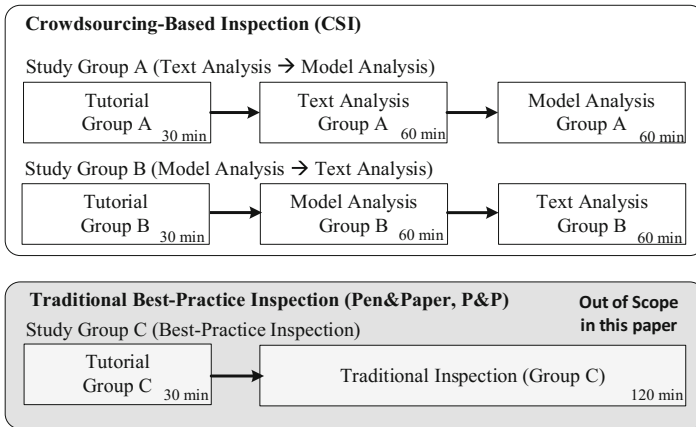 Crowdsourcing-Based Inspection (CSI)
Study Group A (Text Analysis → Model Analysis)
Tutorial
Group A
30 min
Text Analysis
Group A
60 min
Model Analysis
Group A
60 min
Study Group B (Model Analysis → Text Analysis)
Tutorial
Group B
30 min
Model Analysis
Group B
60 min
Text Analysis
Group B
60 min
Traditional Best-Practice Inspection (Pen&Paper, P&P)
Out of Scope
in this paper
Study Group C (Best-Practice Inspection)
Tutorial
Group C
30 min
Traditional Inspection (Group C)
120 min